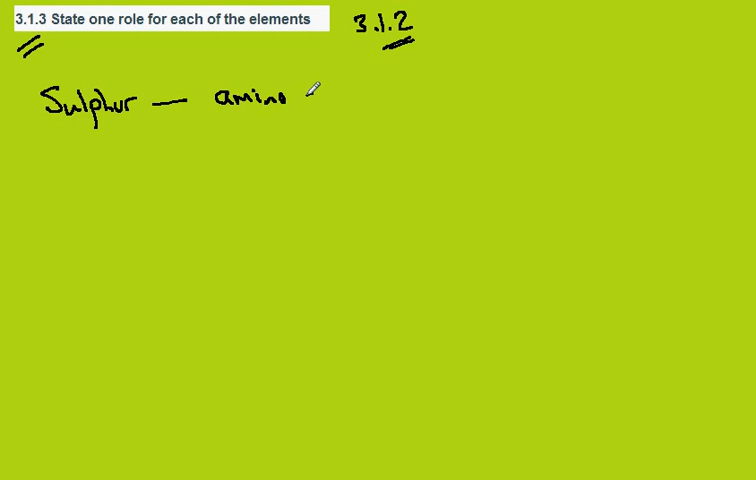 3.1.3 State one role for each of the elements 3.1.2
Sulphur — amino